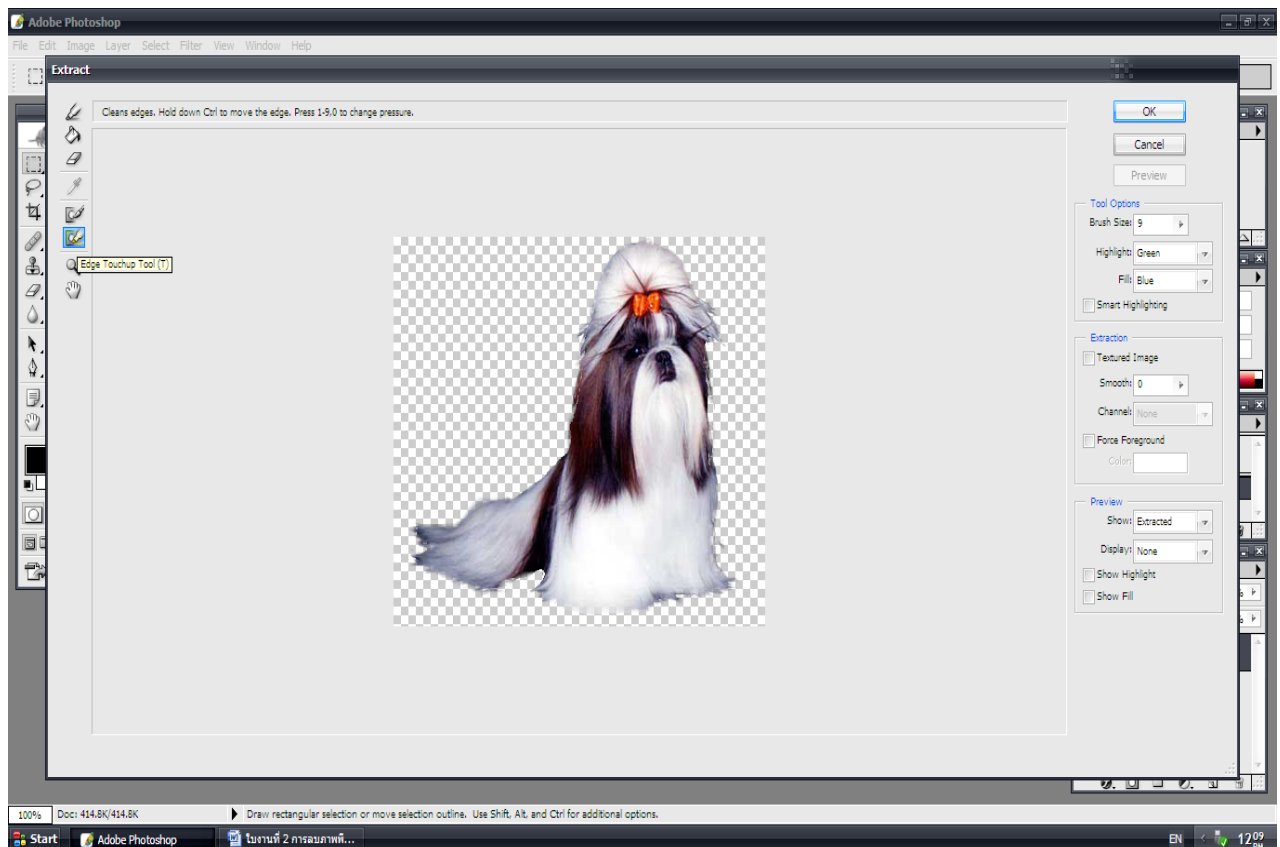 Adobe Photoshop
File Edit Image Layer Select Filter View Window Help
Extract
Cleans edges. Hold down Ctrl to move the edge. Press 1-9,0 to change pressure.
OK
Cancel
Preview
Tool Options
Brush Size: 9
Highlight: Green
Fill: Blue
Smart Highlighting
Edge Touchup Tool (T)
Extraction
Textured Image
Smooth: 0
Channel: None
Force Foreground
Color:
Preview
Show: Extracted
Display: None
Show Highlight
Show Fill
100% Doc: 414.8K/414.8K Draw rectangular selection or move selection outline. Use Shift, Alt, and Ctrl for additional options.
Start Adobe Photoshop ใบงานที่ 2 การลบภาพพื... EN 12:09 PM